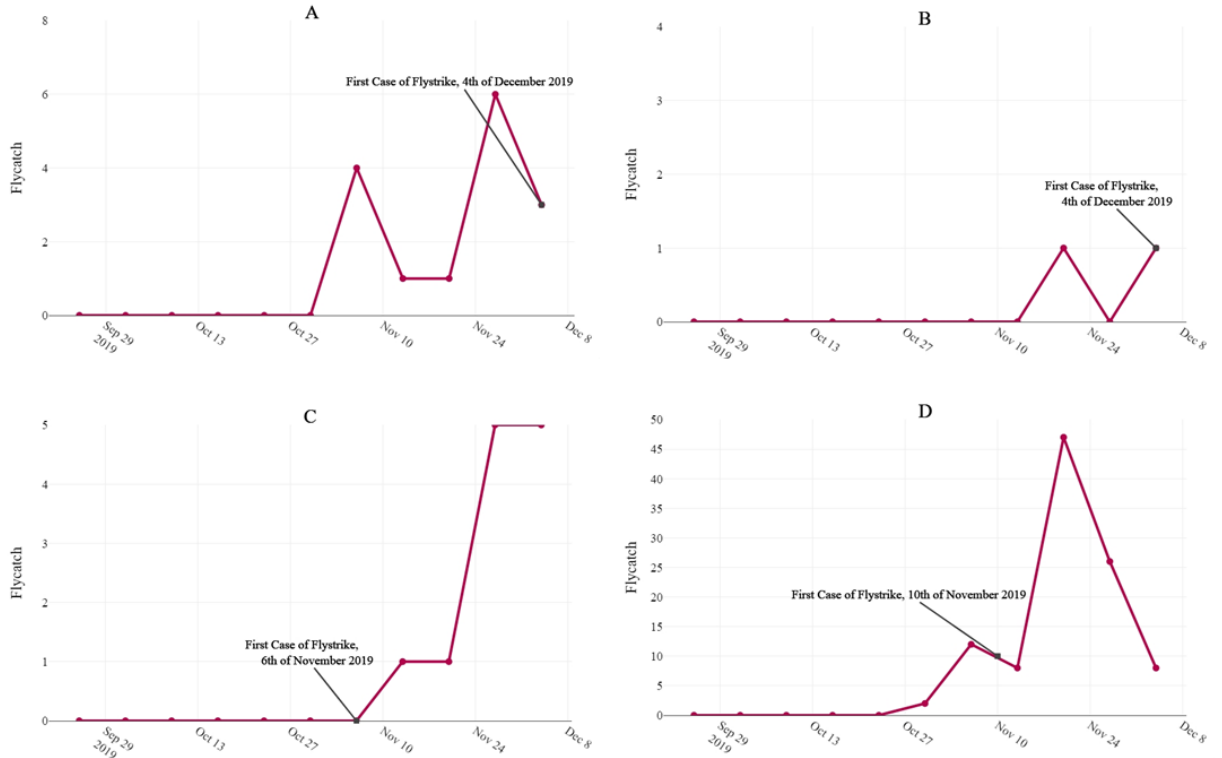 A
8
6
4
2
0
Flycatch
First Case of Flystrike, 4th of December 2019
Sep 29
2019
Oct 13
Oct 27
Nov 10
Nov 24
Dec 8
B
4
3
2
1
0
Flycatch
First Case of Flystrike,
4th of December 2019
Sep 29
2019
Oct 13
Oct 27
Nov 10
Nov 24
Dec 8
C
5
4
3
2
1
0
Flycatch
First Case of Flystrike,
6th of November 2019
Sep 29
2019
Oct 13
Oct 27
Nov 10
Nov 24
Dec 8
D
50
45
40
35
30
25
20
15
10
5
0
Flycatch
First Case of Flystrike, 10th of November 2019
Sep 29
2019
Oct 13
Oct 27
Nov 10
Nov 24
Dec 8